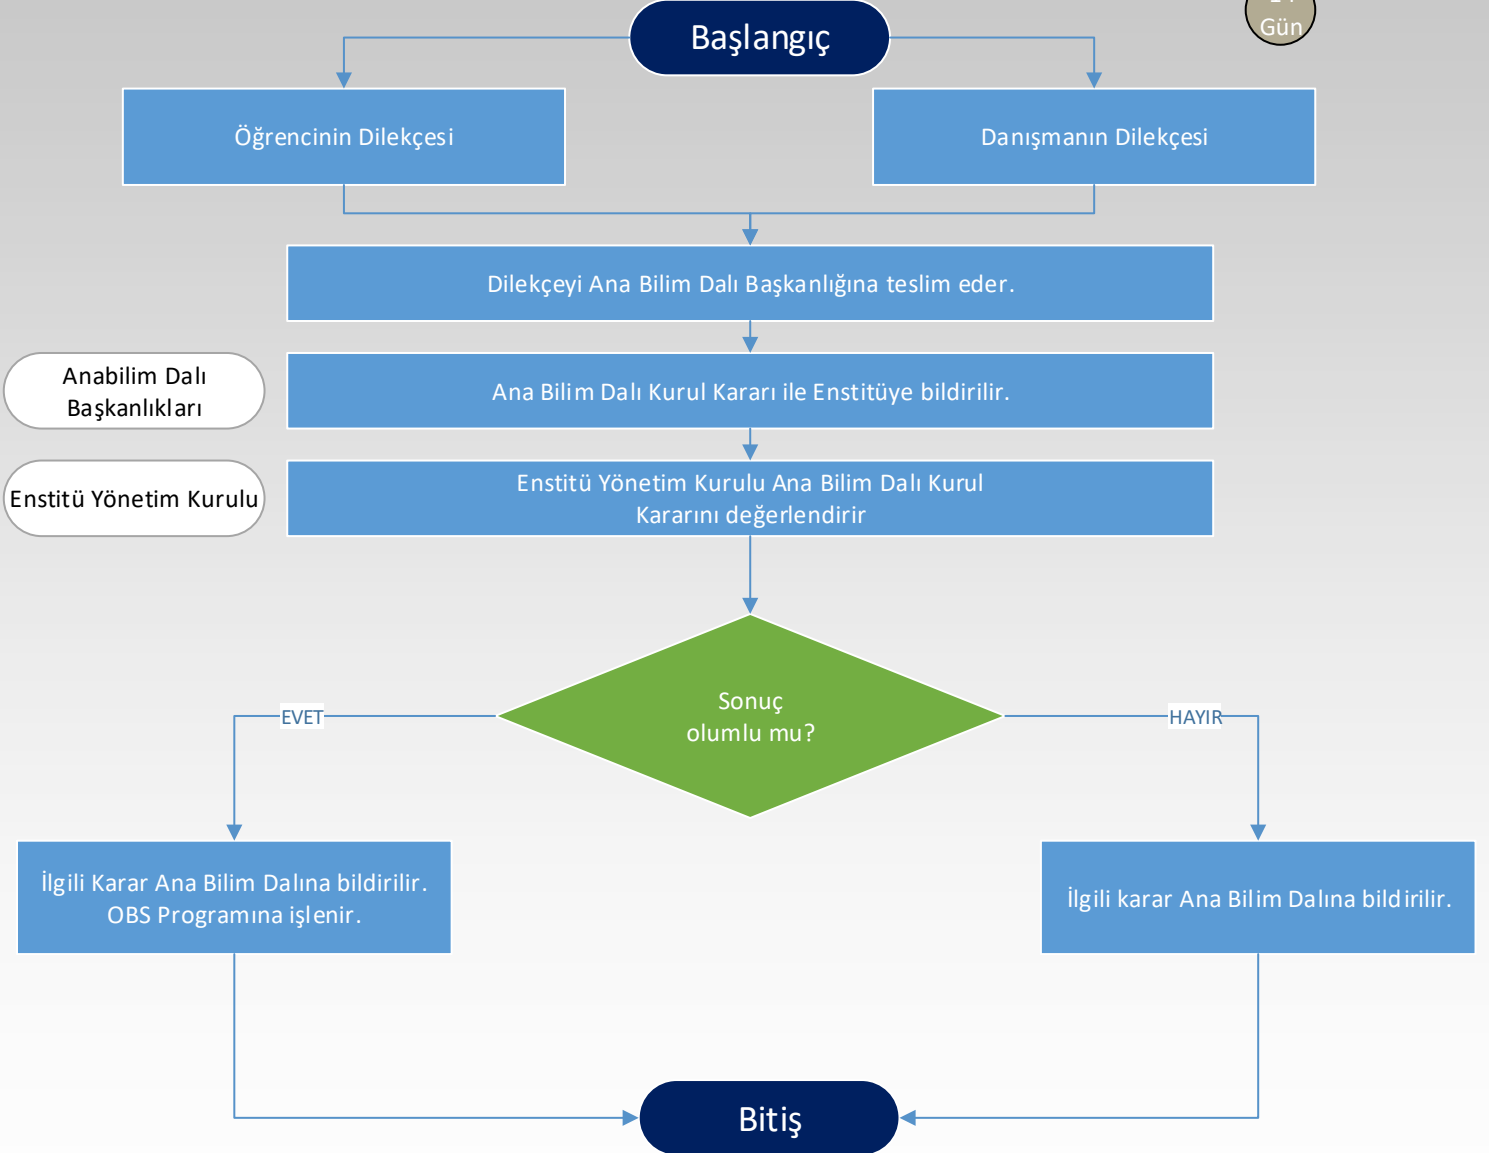 Gün
Başlangıç
Öğrencinin Dilekçesi
Danışmanın Dilekçesi
Dilekçeyi Ana Bilim Dalı Başkanlığına teslim eder.
Anabilim Dalı
Başkanlıkları
Ana Bilim Dalı Kurul Kararı ile Enstitüye bildirilir.
Enstitü Yönetim Kurulu
Enstitü Yönetim Kurulu Ana Bilim Dalı Kurul
Kararını değerlendirir
Sonuç
olumlu mu?
EVET
HAYIR
İlgili Karar Ana Bilim Dalına bildirilir.
OBS Programına işlenir.
İlgili karar Ana Bilim Dalına bildirilir.
Bitiş